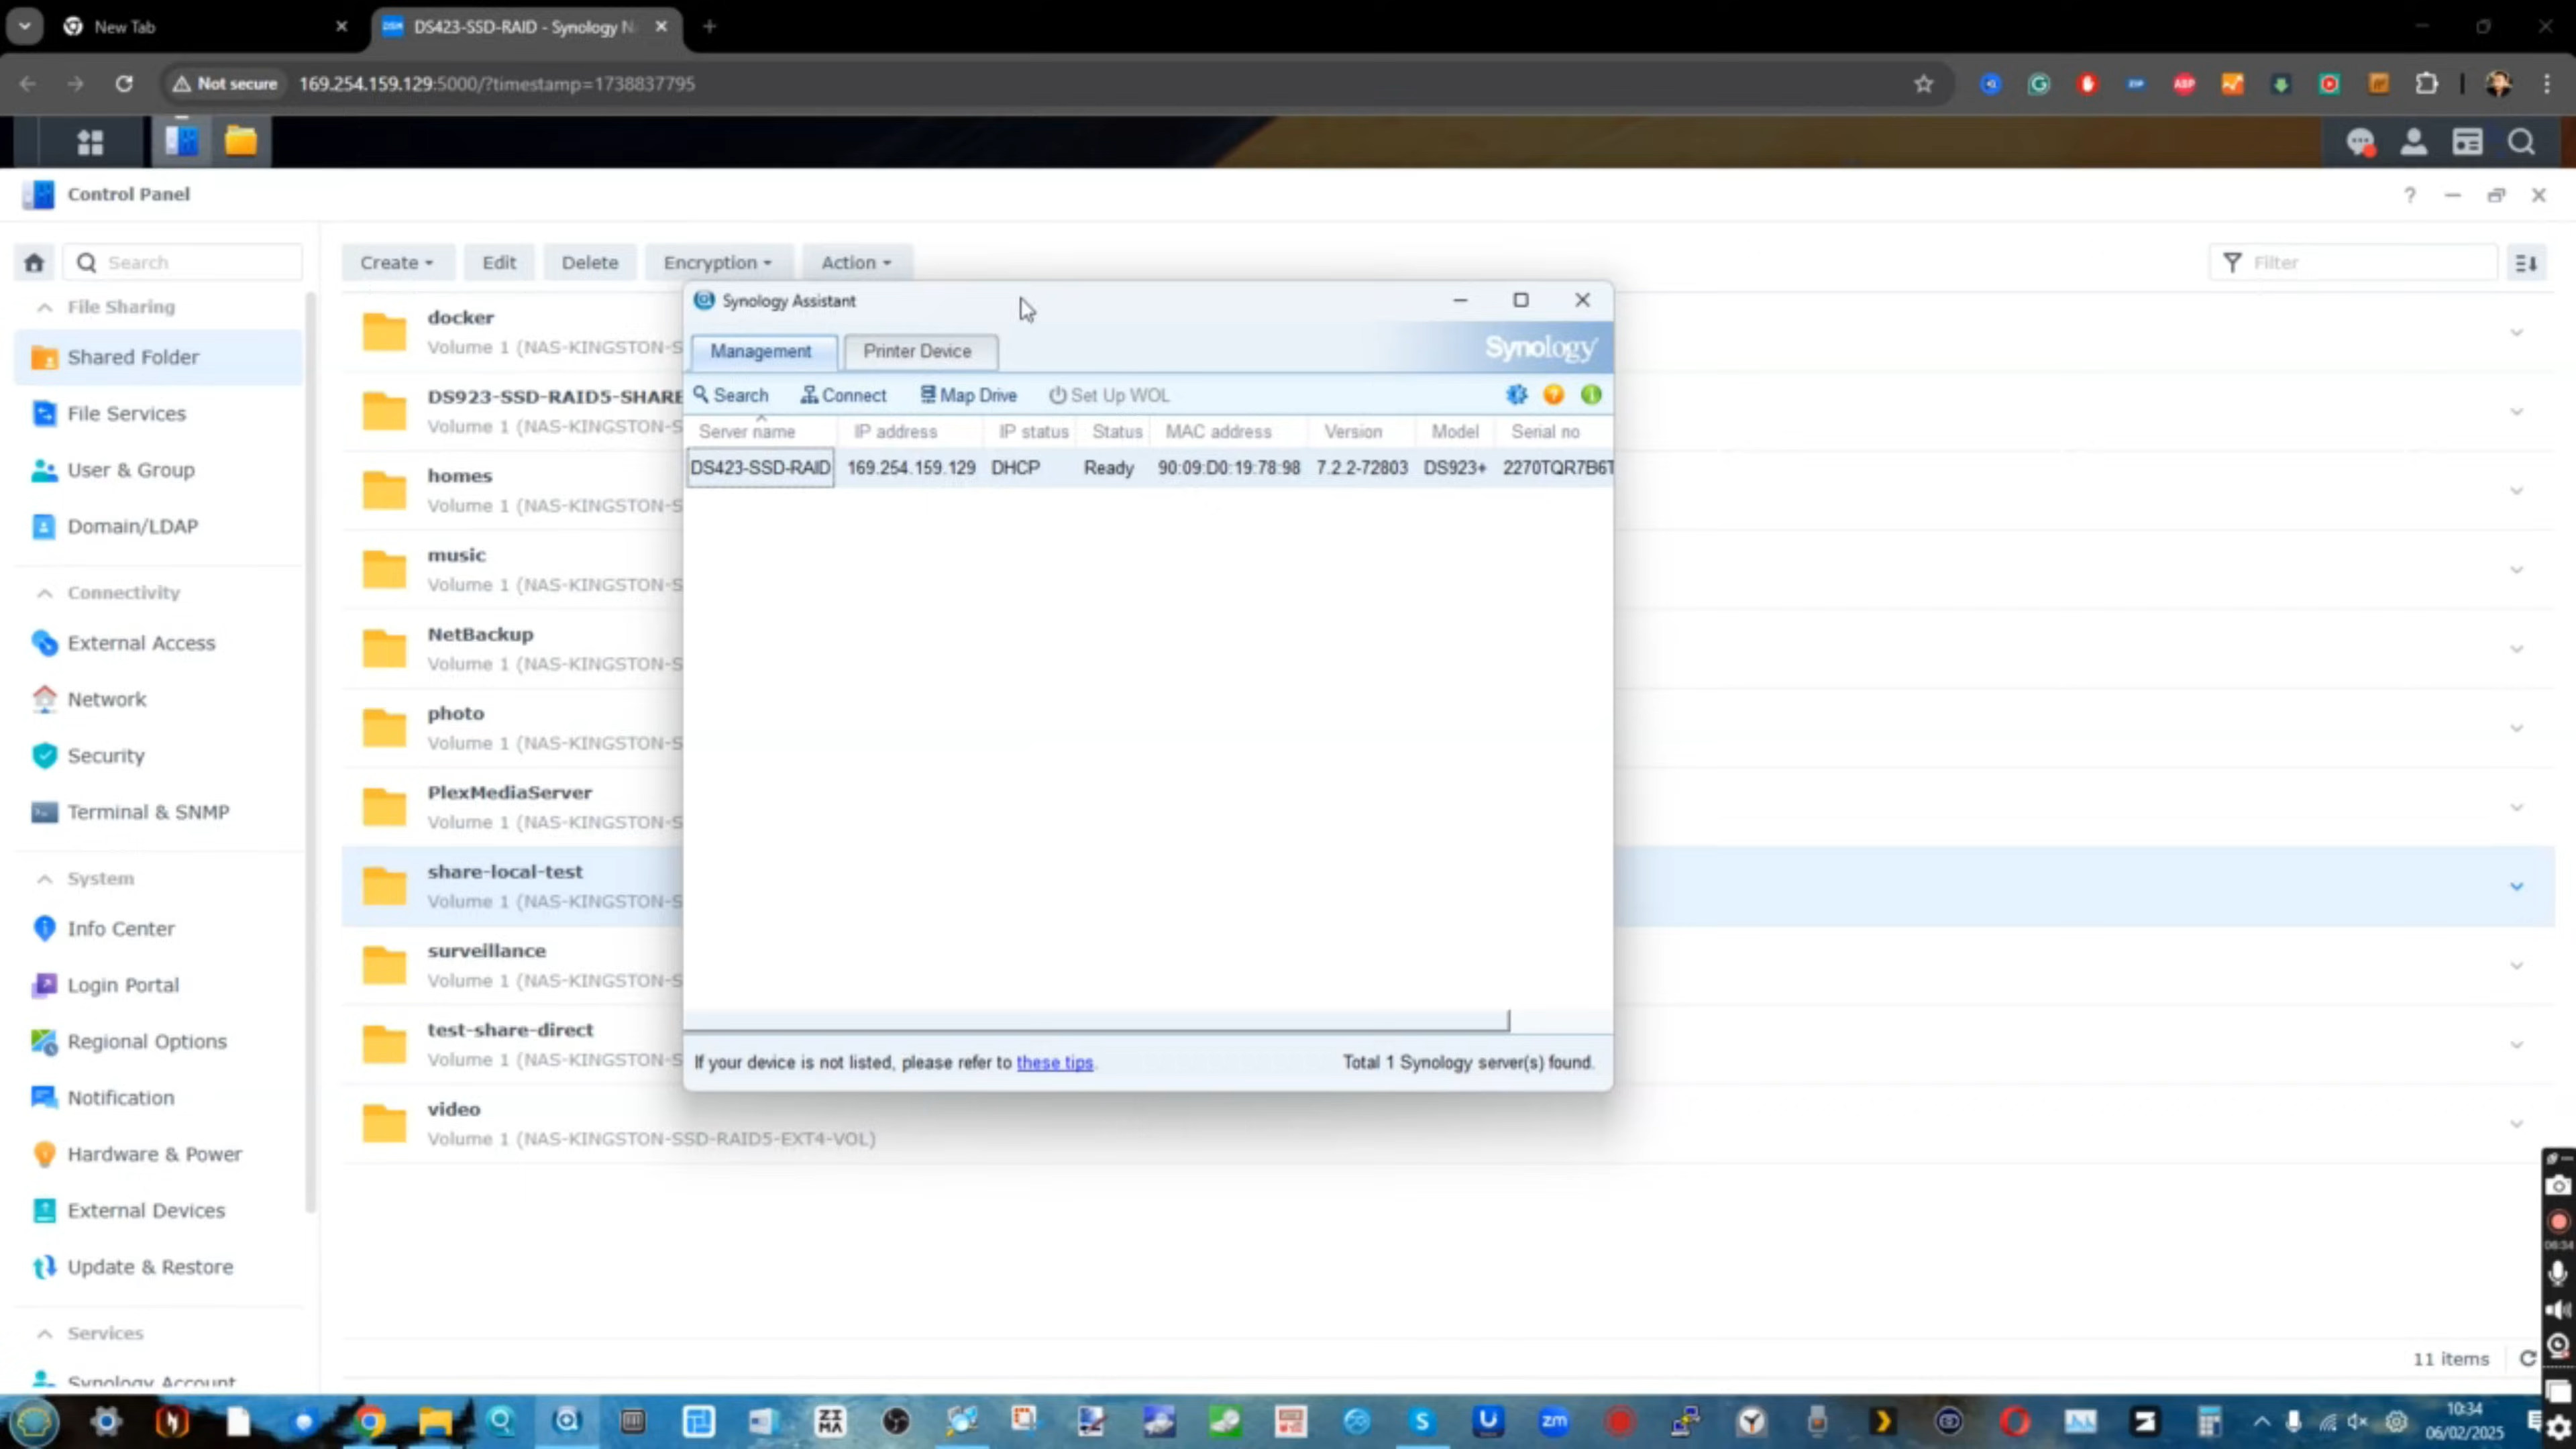 New Tab
DS423-SSD-RAID - Synology N
Not secure
169.254.159.129:5000/?timestamp=1738837795
ABP
Control Panel
Search
Create
Edit
Delete
Encryption
Action
Filter
File Sharing
Shared Folder
File Services
User & Group
Domain/LDAP
Connectivity
External Access
Network
Security
Terminal & SNMP
System
Info Center
Login Portal
Regional Options
Notification
Hardware & Power
External Devices
Update & Restore
Services
Synology Account
docker
Volume 1 (NAS-KINGSTON-S
DS923-SSD-RAID5-SHARE
Volume 1 (NAS-KINGSTON-S
homes
Volume 1 (NAS-KINGSTON-S
music
Volume 1 (NAS-KINGSTON-S
NetBackup
Volume 1 (NAS-KINGSTON-S
photo
Volume 1 (NAS-KINGSTON-S
PlexMediaServer
Volume 1 (NAS-KINGSTON-S
share-local-test
Volume 1 (NAS-KINGSTON-S
surveillance
Volume 1 (NAS-KINGSTON-S
test-share-direct
Volume 1 (NAS-KINGSTON-S
video
Volume 1 (NAS-KINGSTON-SSD-RAID5-EXT4-VOL)
11 items
Synology Assistant
Management
Printer Device
Synology
Search
Connect
Map Drive
Set Up WOL
Server name IP address IP status Status MAC address Version Model Serial no
DS423-SSD-RAID 169.254.159.129 DHCP Ready 90:09:D0:19:78:98 7.2.2-72803 DS923+ 2270TQR7B6T
If your device is not listed, please refer to these tips.
Total 1 Synology server(s) found.
06:34
ZIMA
zm
10:34
06/02/2025